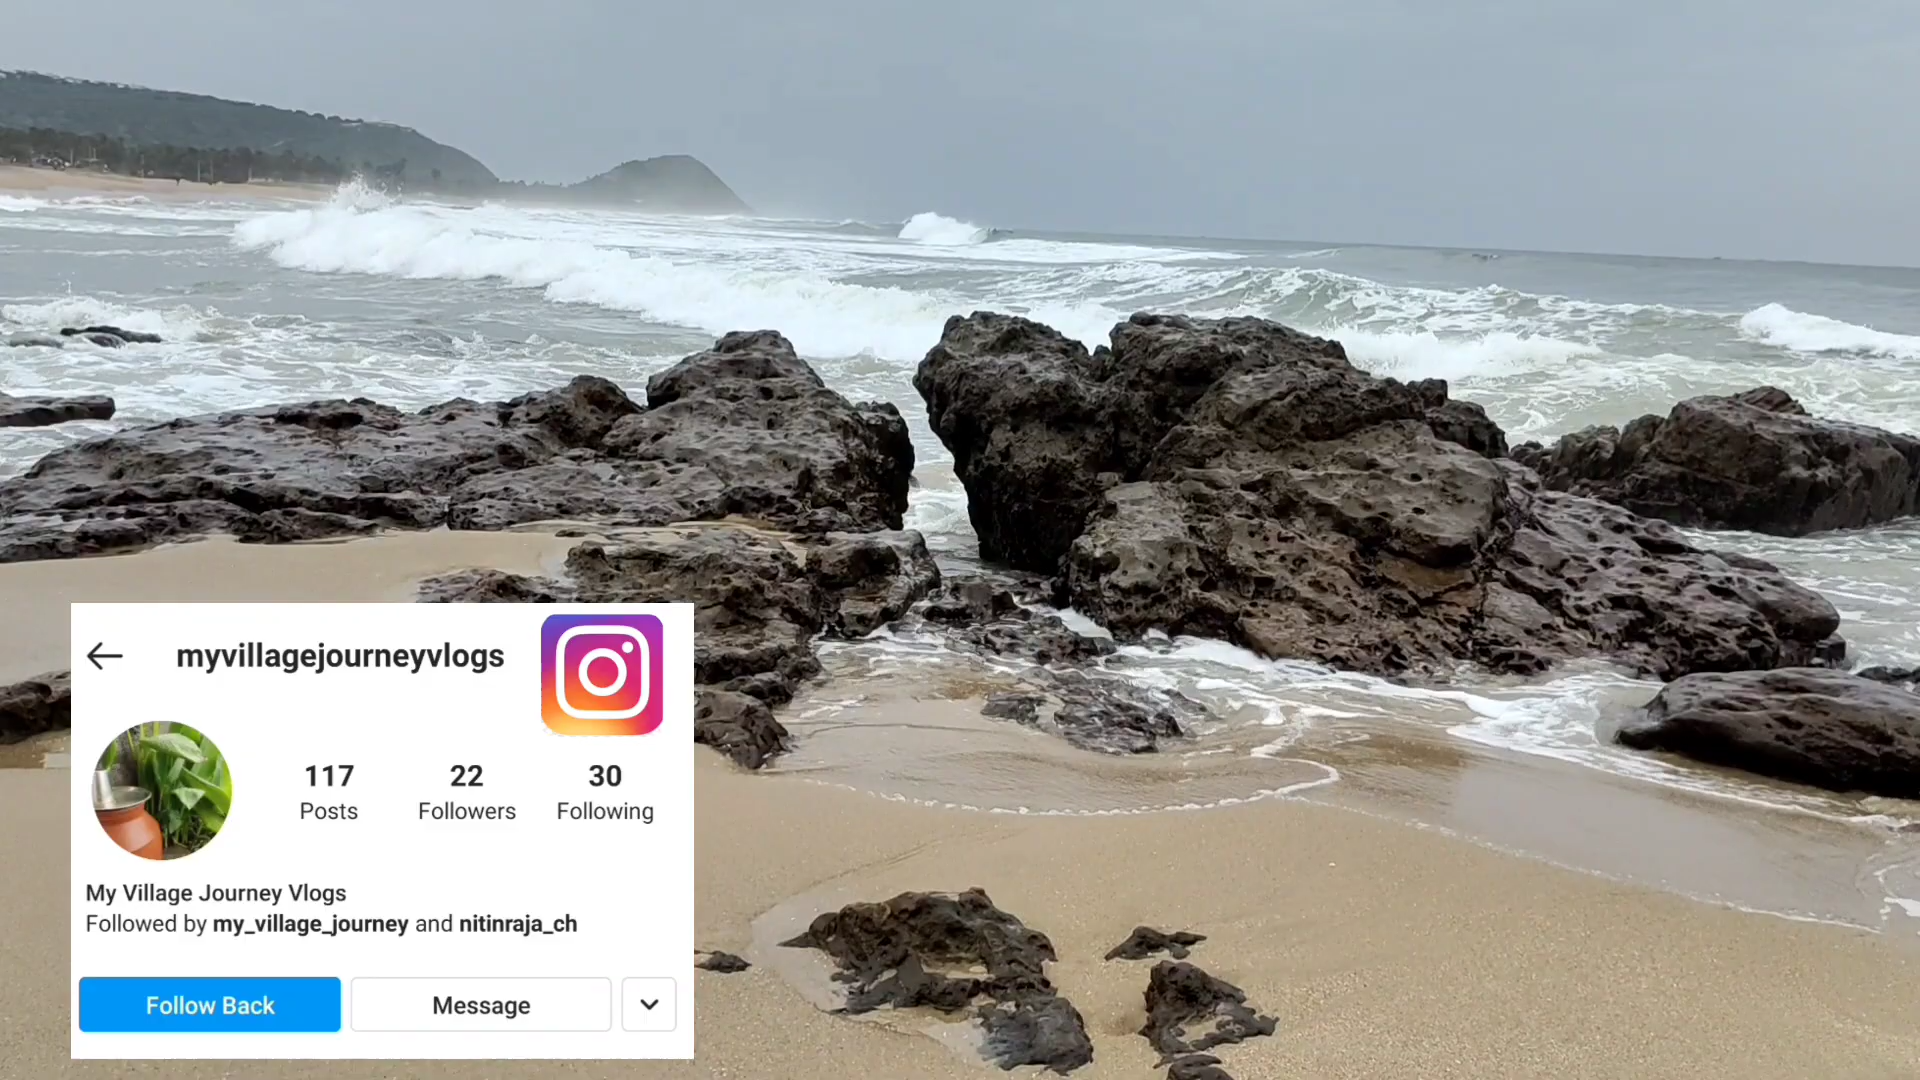 myvillagejourneyvlogs
117 22 30
Posts Followers Following
My Village Journey Vlogs
Followed by my_village_journey and nitinraja_ch
Follow Back Message